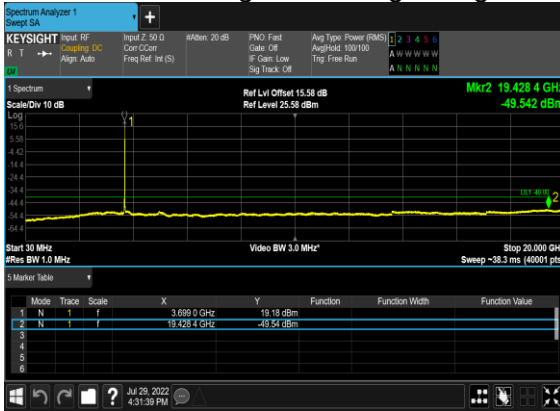 Spectrum Analyzer 1
Swept SA
+
KEYSIGHT Input: RF Input Z: 50 Ω #Atten: 20 dB PNO: Fast Avg Type: Power (RMS) 1 2 3 4 5 6
R T Coupling: DC Corr CCorr Gate: Off Avg|Hold: 100/100 A W W W W W
Align: Auto Freq Ref: Int (S) IF Gain: Low Trig: Free Run
Sig Track: Off A N N N N N
1 Spectrum Ref Lvl Offset 15.58 dB Mkr2 19.428 4 GHz
Scale/Div 10 dB Ref Level 25.58 dBm -49.542 dBm
Log
15.6
5.58
-4.42
-14.4
-24.4
-34.4
-44.4
-54.4
-64.4
1
2
Start 30 MHz Video BW 3.0 MHz* Stop 20.000 GH
#Res BW 1.0 MHz Sweep ~38.3 ms (40001 pts
5 Marker Table
Mode Trace Scale X Y Function Function Width Function Value
1 N 1 f 3.699 0 GHz 19.18 dBm
2 N 1 f 19.428 4 GHz -49.54 dBm
3
4
5
6
? Jul 29, 2022
4:31:39 PM